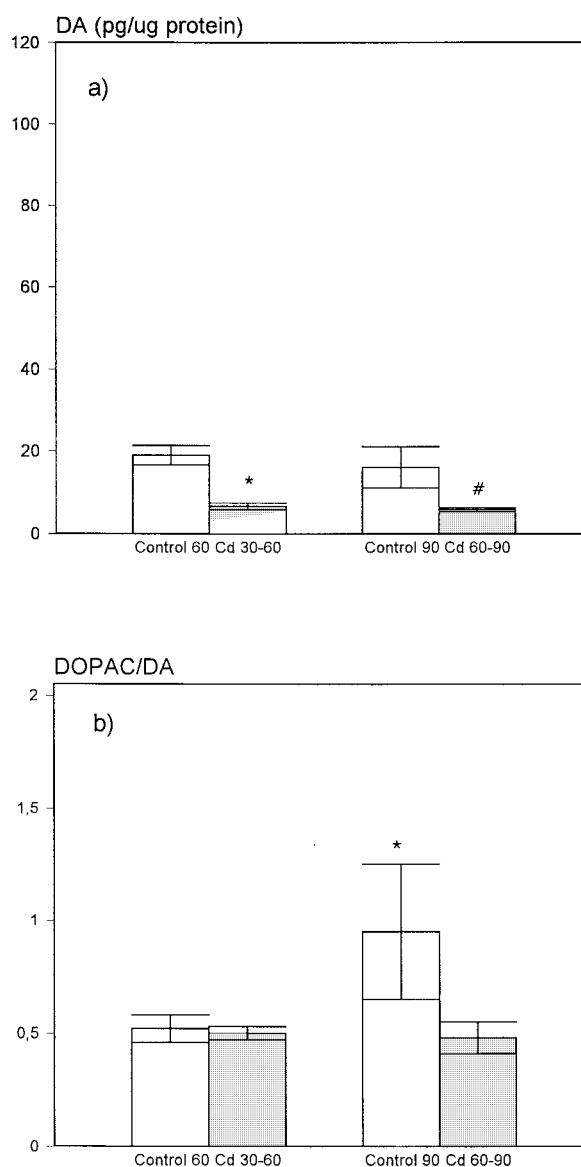 DA (pg/ug protein)
120
a)
100
80
60
40
20
*
#
0
Control 60 Cd 30-60 Control 90 Cd 60-90
DOPAC/DA
2
b)
1,5
*
1
0,5
0
Control 60 Cd 30-60 Control 90 Cd 60-90